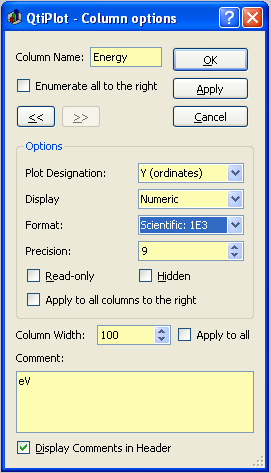 QtiPlot - Column options
Column Name: Energy
OK
Enumerate all to the right
Apply
<< >>
Cancel
Options
Plot Designation: Y (ordinates)
Display Numeric
Format: Scientific: 1E3
Precision: 9
Read-only Hidden
Apply to all columns to the right
Column Width: 100 Apply to all
Comment:
eV
Display Comments in Header